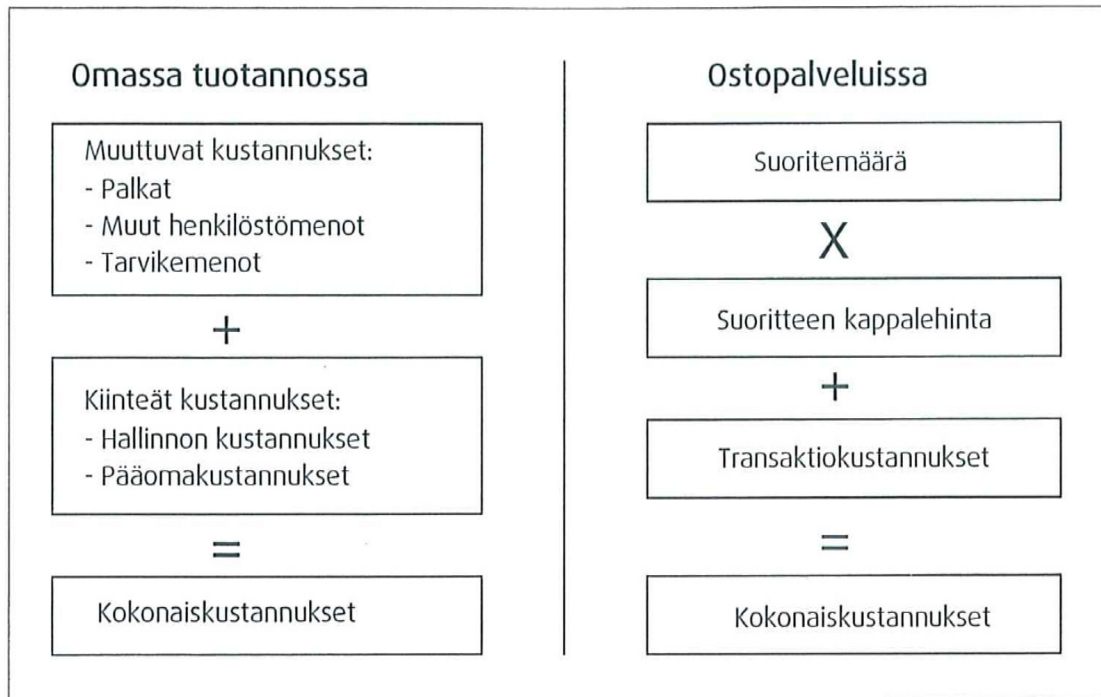 Omassa tuotannossa
Muuttuvat kustannukset:
- Palkat
- Muut henkilöstömenot
- Tarvikemenot
+
Kiinteät kustannukset:
- Hallinnon kustannukset
- Pääomakustannukset
=
Kokonaiskustannukset
Ostopalveluissa
Suoritemäärä
X
Suoritteen kappalehinta
+
Transaktiokustannukset
=
Kokonaiskustannukset